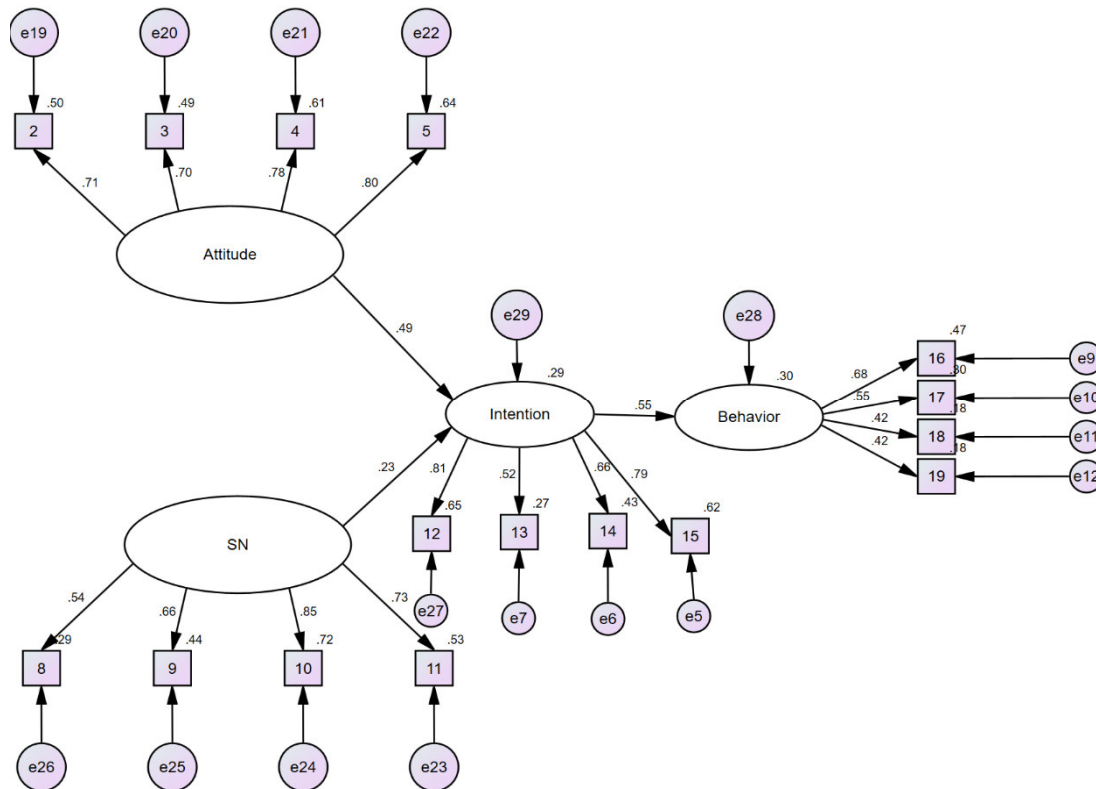 e19 e20 e21 e22
.50 .49 .61 .64
2 3 4 5
.71 .70 .78 .80
Attitude
e29 e28
.49
.47
16 e9
.68 .30
.29 .30
.55 17 e10
Intention .55 Behavior
.18
.42 18 e11
.42 .18
19 e12
.23
.81 .52 .66 .79
.65 .27 .43 .62
12 13 14 15
SN
e27 e7 e6 e5
.54 .66 .85 .73
.29 .44 .72 .53
8 9 10 11
e26 e25 e24 e23